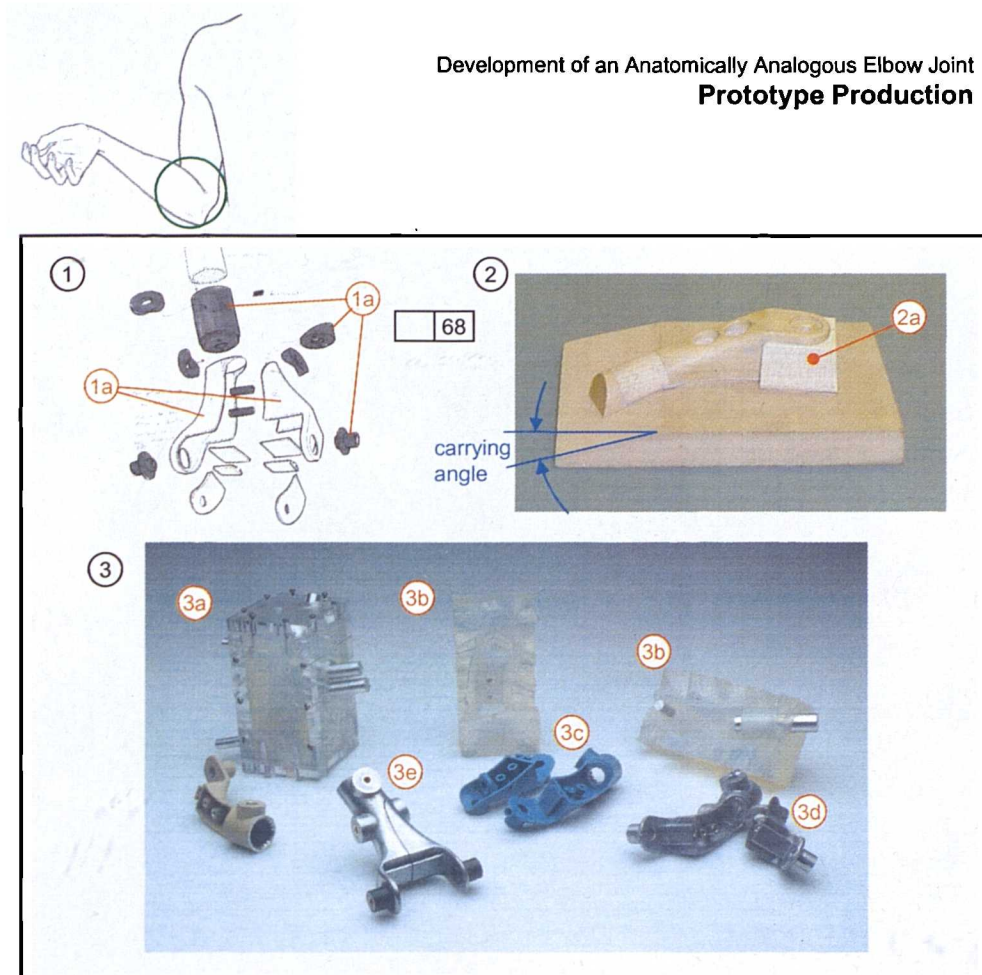 Development of an Anatomically Analogous Elbow Joint
Prototype Production
1
1a
68
1a
2
2a
carrying
angle
3
3a
3b
3b
3c
3e
3d